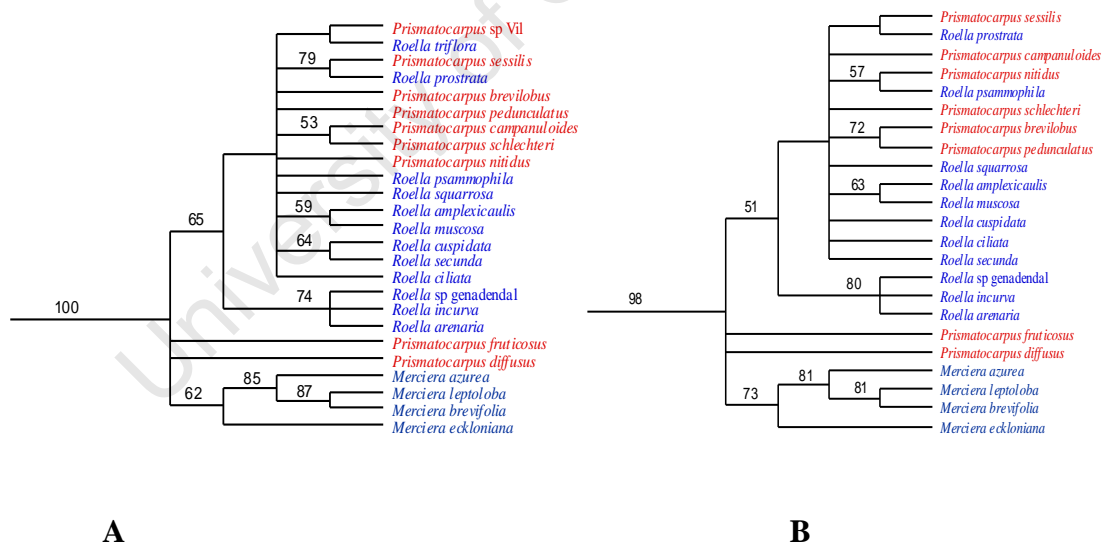 Prismatocarpus sp Vil
Roella triflora
79
Prismatocarpus sessilis
Roella prostrata
Prismatocarpus brevilobus
Prismatocarpus pedunculatus
53
Prismatocarpus campanuloides
Prismatocarpus schlechteri
Prismatocarpus nitidus
Roella psammophila
Roella squarrosa
65
59
Roella amplexicaulis
Roella muscosa
64
Roella cuspidata
Roella secunda
Roella ciliata
74
Roella sp genadendal
100
Roella incurva
Roella arenaria
Prismatocarpus fruticosus
Prismatocarpus diffusus
85
Merciera azurea
62
87
Merciera leptoloba
Merciera brevifolia
Merciera eckloniana
A
Prismatocarpus sessilis
Roella prostrata
Prismatocarpus campanuloides
57
Prismatocarpus nitidus
Roella psammophila
Prismatocarpus schlechteri
72
Prismatocarpus brevilobus
Prismatocarpus pedunculatus
Roella squarrosa
63
Roella amplexicaulis
Roella muscosa
51
Roella cuspidata
Roella ciliata
Roella secunda
80
Roella sp genadendal
98
Roella incurva
Roella arenaria
Prismatocarpus fruticosus
Prismatocarpus diffusus
81
Merciera azurea
73
81
Merciera leptoloba
Merciera brevifolia
Merciera eckloniana
B
University of